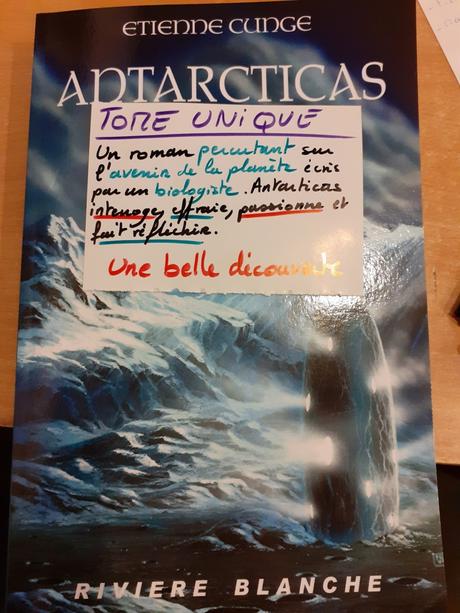 ETIENNE CUNGE
ANTARCTICAS
TOME UNIQUE
Un roman percutant sur
l'avenir de la planète écris
par un biologiste. Antarticas
interroge, effraie, passionne et
fait réfléchir.
Une belle découverte
RIVIERE BLANCHE